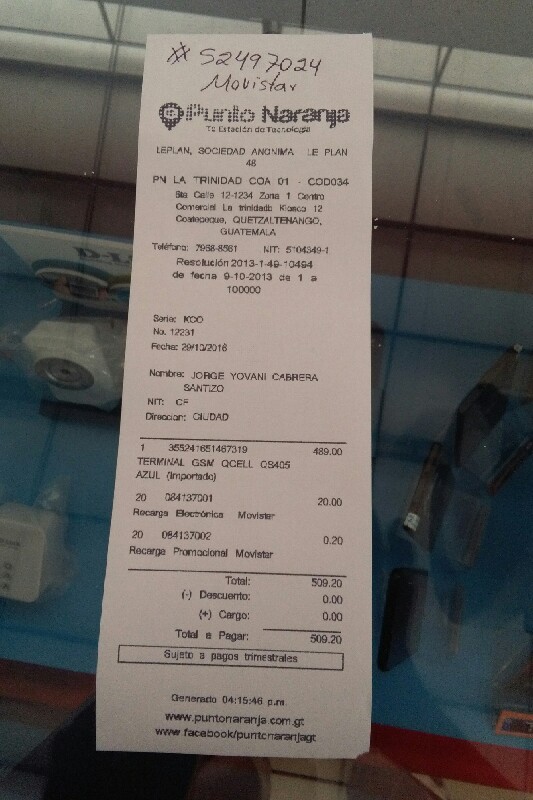 # 52497024
Movistar
Punto Naranja
Tu Estación de Tecnología
LEPLAN, SOCIEDAD ANONIMA LE PLAN
48
PN LA TRINIDAD COA 01 - COD034
5ta Calle 12-1234 Zona 1 Centro
Comercial La trinidadb Kiosco 12
Coatepeque, QUETZALTENANGO,
GUATEMALA
Teléfono: 7968-8561 NIT: 5104349-1
Resolución 2013-1-49-10494
de fecha 9-10-2013 de 1 a
100000
Serie: KOO
No. 12231
Fecha: 29/10/2016
Nombre: JORGE YOVANI CABRERA
SANTIZO
NIT: CF
Direccion: CIUDAD
1 355241651467319 489.00
TERMINAL GSM QCELL QS405
AZUL (Importado)
20 084137001 20.00
Recarga Electrónica Movistar
20 084137002 0.20
Recarga Promocional Movistar
Total: 509.20
(-) Descuento: 0.00
(+) Cargo: 0.00
Total a Pagar: 509.20
Sujeto a pagos trimestrales
Generado 04:15:46 p.m.
www.puntonaranja.com.gt
www.facebook/puntonaranjagt